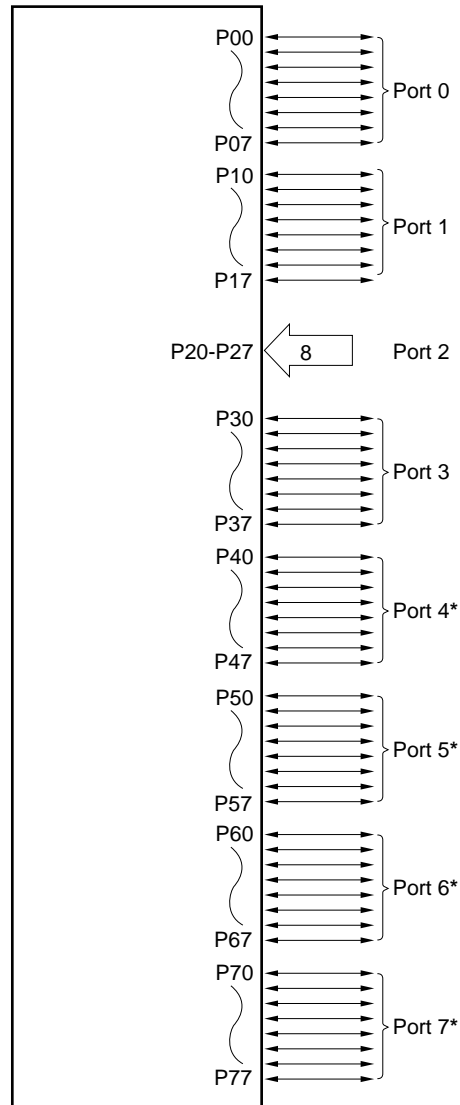 P00
Port 0
P07
P10
Port 1
P17
P20-P27 8 Port 2
P30
Port 3
P37
P40
Port 4*
P47
P50
Port 5*
P57
P60
Port 6*
P67
P70
Port 7*
P77